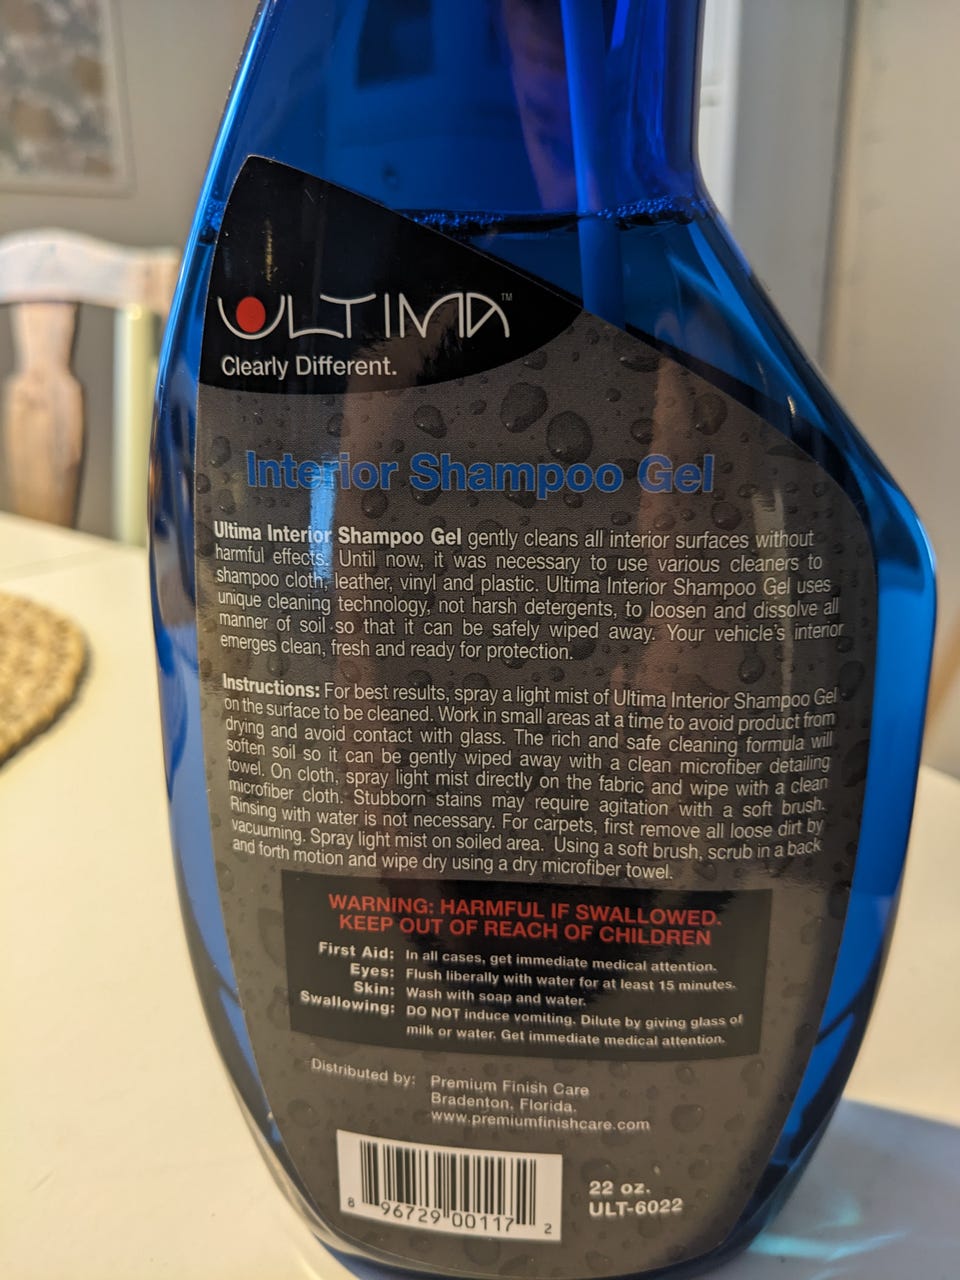 ULTIMA™
Clearly Different.
Interior Shampoo Gel
Ultima Interior Shampoo Gel gently cleans all interior surfaces without
harmful effects. Until now, it was necessary to use various cleaners to
shampoo cloth, leather, vinyl and plastic. Ultima Interior Shampoo Gel uses
unique cleaning technology, not harsh detergents, to loosen and dissolve all
manner of soil so that it can be safely wiped away. Your vehicle's interior
emerges clean, fresh and ready for protection.
Instructions: For best results, spray a light mist of Ultima Interior Shampoo Gel
on the surface to be cleaned. Work in small areas at a time to avoid product from
drying and avoid contact with glass. The rich and safe cleaning formula will
soften soil so it can be gently wiped away with a clean microfiber detailing
towel. On cloth, spray light mist directly on the fabric and wipe with a clean
microfiber cloth. Stubborn stains may require agitation with a soft brush.
Rinsing with water is not necessary. For carpets, first remove all loose dirt by
vacuuming. Spray light mist on soiled area. Using a soft brush, scrub in a back
and forth motion and wipe dry using a dry microfiber towel.
WARNING: HARMFUL IF SWALLOWED.
KEEP OUT OF REACH OF CHILDREN
First Aid: In all cases, get immediate medical attention.
Eyes: Flush liberally with water for at least 15 minutes.
Skin: Wash with soap and water.
Swallowing: DO NOT induce vomiting. Dilute by giving glass of
milk or water. Get immediate medical attention.
Distributed by: Premium Finish Care
Bradenton, Florida.
www.premiumfinishcare.com
8 96729 00117 2
22 oz.
ULT-6022